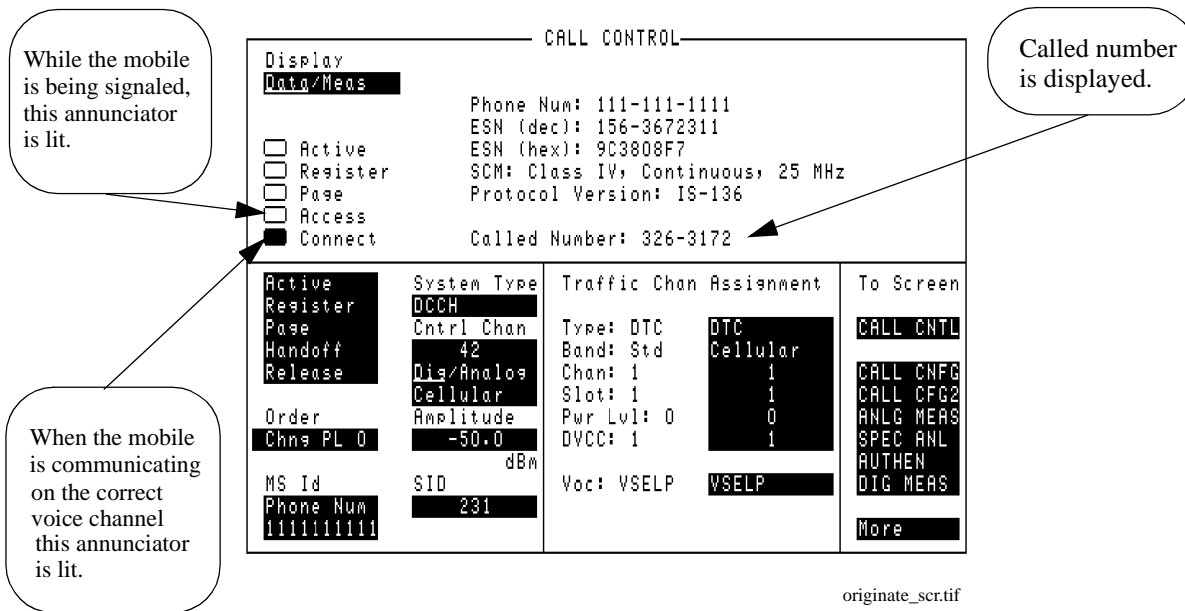 While the mobile
is being signaled,
this annunciator
is lit.
When the mobile
is communicating
on the correct
voice channel
this annunciator
is lit.
Called number
is displayed.
CALL CONTROL
Display
Data/Meas
Active
Register
Page
Access
Connect
Phone Num: 111-111-1111
ESN (dec): 156-3672311
ESN (hex): 9C3808F7
SCM: Class IV, Continuous, 25 MHz
Protocol Version: IS-136
Called Number: 326-3172
Active
Register
Page
Handoff
Release
Order
Chng PL 0
MS Id
Phone Num
1111111111
System Type
DCCH
Cntrl Chan
42
Dig/Analog
Cellular
Amplitude
-50.0
dBm
SID
231
Traffic Chan Assignment
Type: DTC DTC
Band: Std Cellular
Chan: 1 1
Slot: 1 1
Pwr Lvl: 0 0
DVCC: 1 1
Voc: VSELP VSELP
To Screen
CALL CNTL
CALL CNFG
CALL CFG2
ANLG MEAS
SPEC ANL
AUTHEN
DIG MEAS
More
originate_scr.tif